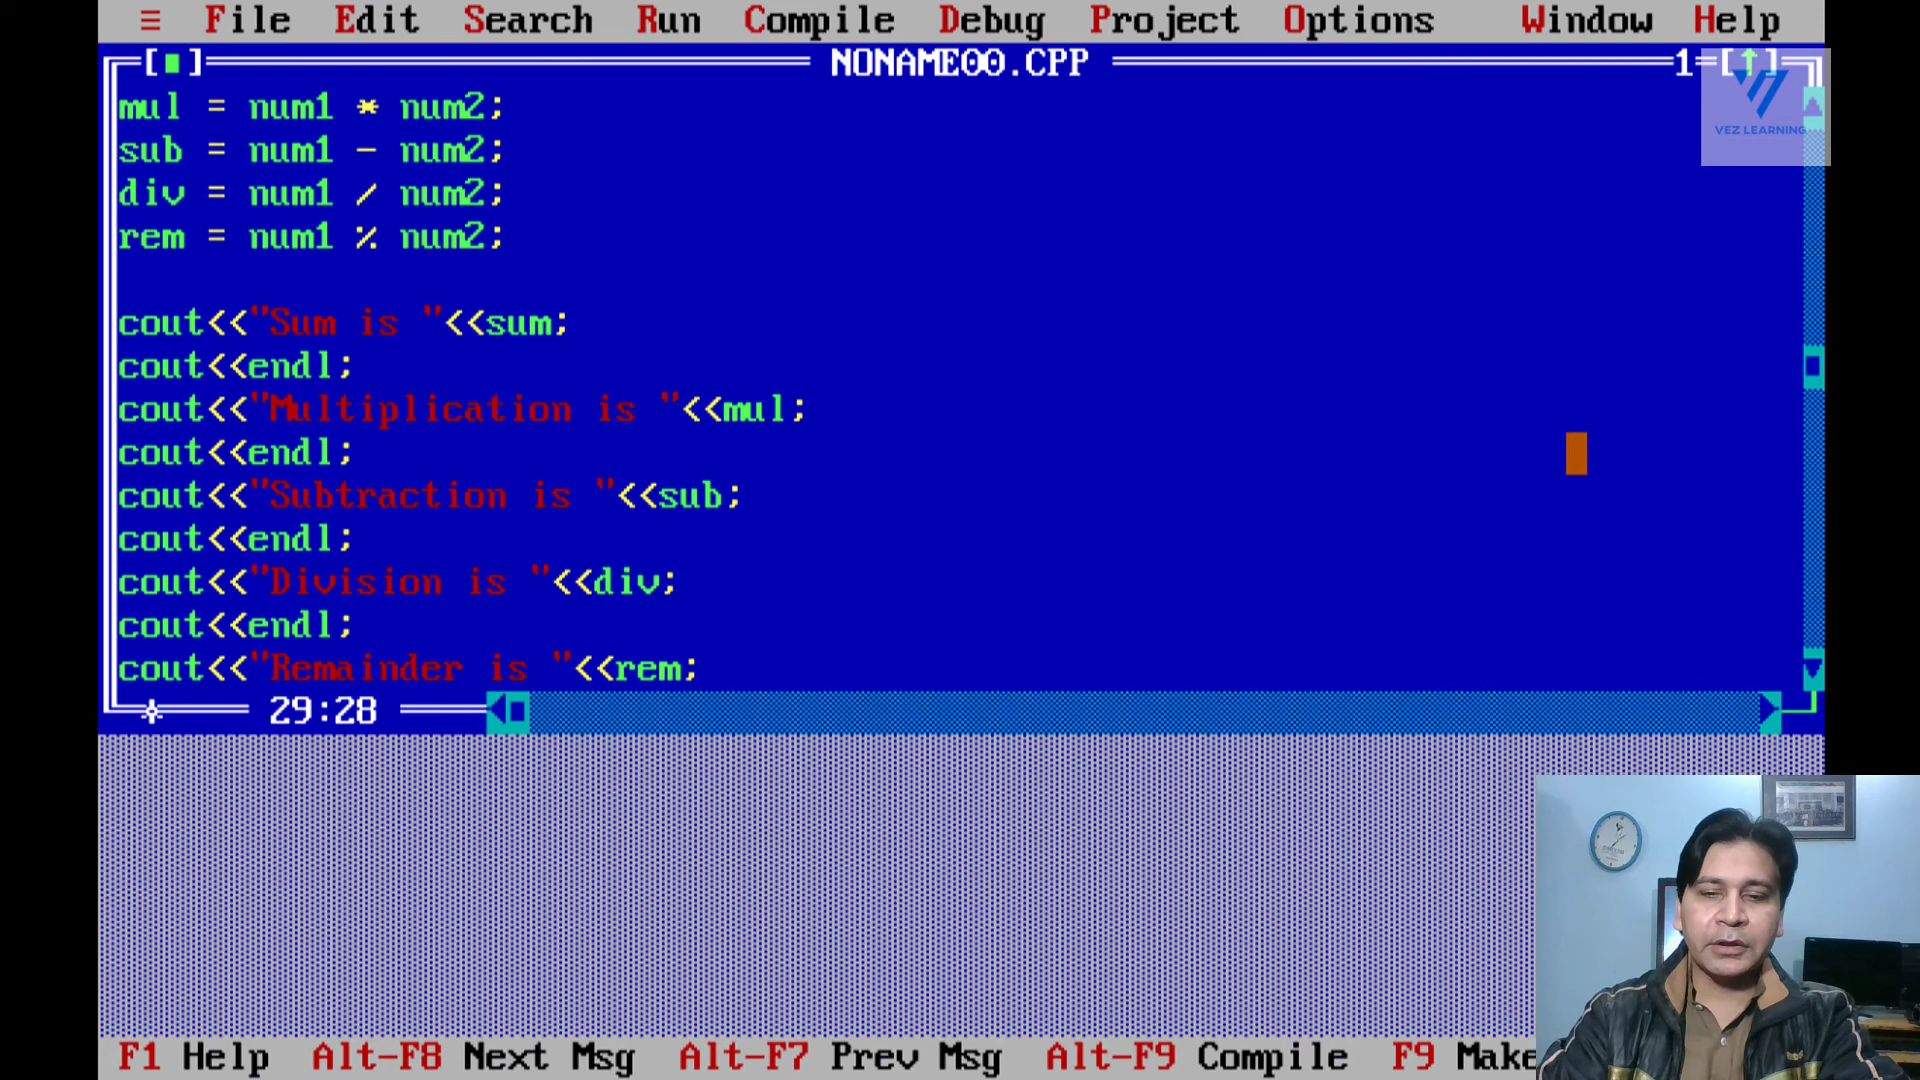 ≡ File Edit Search Run Compile Debug Project Options Window Help
[■] NONAME00.CPP 1=[↑]
VEZ LEARNING
mul = num1 * num2;
sub = num1 - num2;
div = num1 / num2;
rem = num1 % num2;
cout<<"Sum is "<<sum;
cout<<endl;
cout<<"Multiplication is "<<mul;
cout<<endl;
cout<<"Subtraction is "<<sub;
cout<<endl;
cout<<"Division is "<<div;
cout<<endl;
cout<<"Remainder is "<<rem;
29:28
F1 Help Alt-F8 Next Msg Alt-F7 Prev Msg Alt-F9 Compile F9 Make